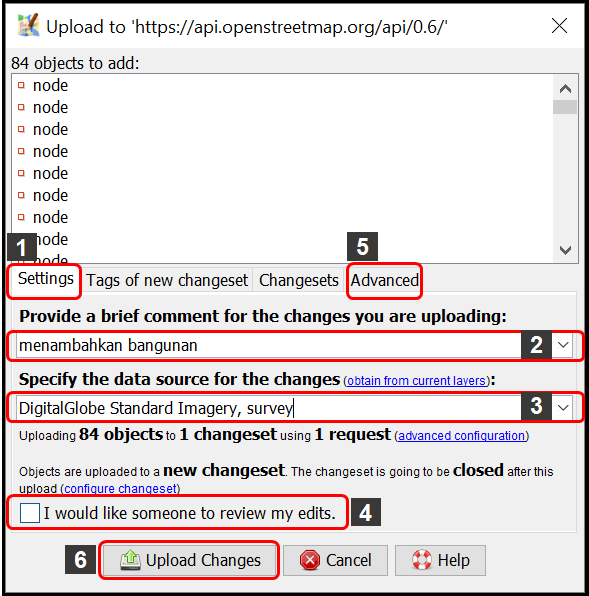 Upload to 'https://api.openstreetmap.org/api/0.6/'
84 objects to add:
node
node
node
node
node
node
node
node
node
1
5
Settings Tags of new changeset Changesets Advanced
Provide a brief comment for the changes you are uploading:
menambahkan bangunan 2
Specify the data source for the changes (obtain from current layers):
DigitalGlobe Standard Imagery, survey 3
Uploading 84 objects to 1 changeset using 1 request (advanced configuration)
Objects are uploaded to a new changeset. The changeset is going to be closed after this
upload (configure changeset)
I would like someone to review my edits. 4
6 Upload Changes Cancel Help